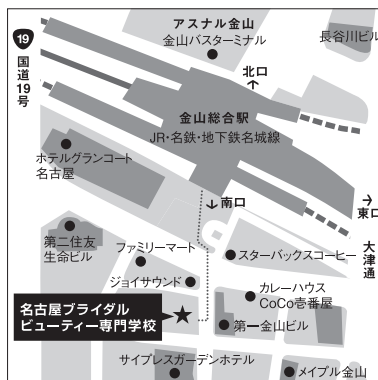 アスナル金山
金山バスターミナル
長谷川ビル
19
国道19号
北口
金山総合駅
JR・名鉄・地下鉄名城線
ホテルグランコート
名古屋
南口
東口
大津通
第二住友
生命ビル
ファミリーマート
スターバックスコーヒー
ジョイサウンド
カレーハウス
CoCo壱番屋
名古屋ブライダル
ビューティー専門学校
第一金山ビル
サイプレスガーデンホテル
メイプル金山